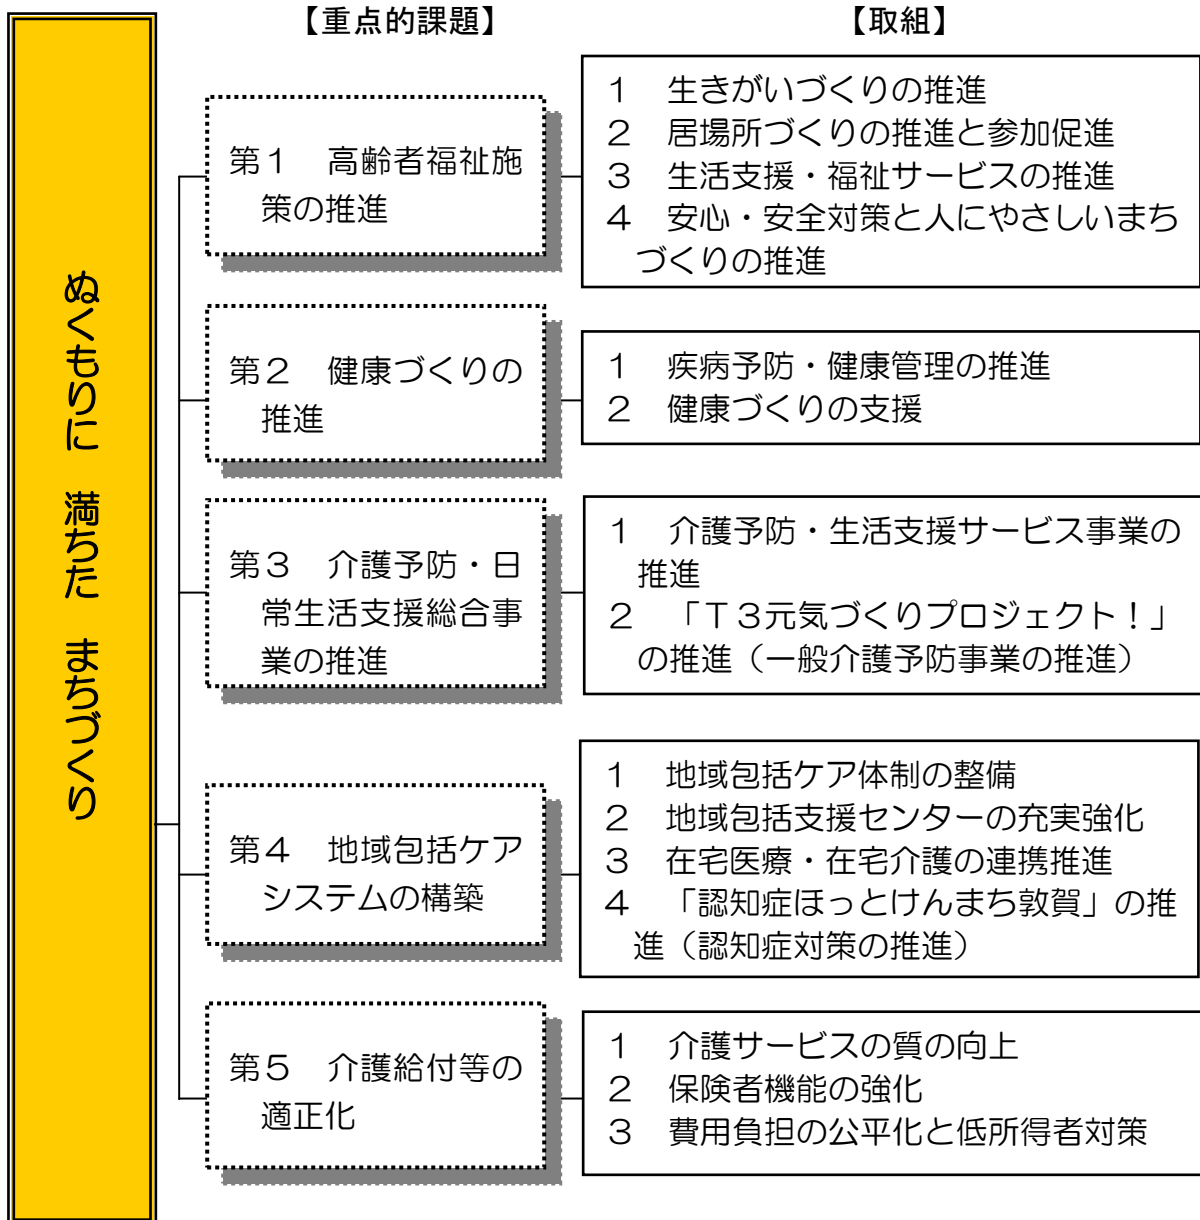 【重点的課題】
【取組】
ぬくもりに　満ちた　まちづくり
第１　高齢者福祉施
策の推進
１　生きがいづくりの推進
２　居場所づくりの推進と参加促進
３　生活支援・福祉サービスの推進
４　安心・安全対策と人にやさしいまち
づくりの推進
第２　健康づくりの
推進
１　疾病予防・健康管理の推進
２　健康づくりの支援
第３　介護予防・日
常生活支援総合事
業の推進
１　介護予防・生活支援サービス事業の
推進
２　「Ｔ３元気づくりプロジェクト！」
の推進（一般介護予防事業の推進）
第４　地域包括ケア
システムの構築
１　地域包括ケア体制の整備
２　地域包括支援センターの充実強化
３　在宅医療・在宅介護の連携推進
４　「認知症ほっとけんまち敦賀」の推
進（認知症対策の推進）
第５　介護給付等の
適正化
１　介護サービスの質の向上
２　保険者機能の強化
３　費用負担の公平化と低所得者対策